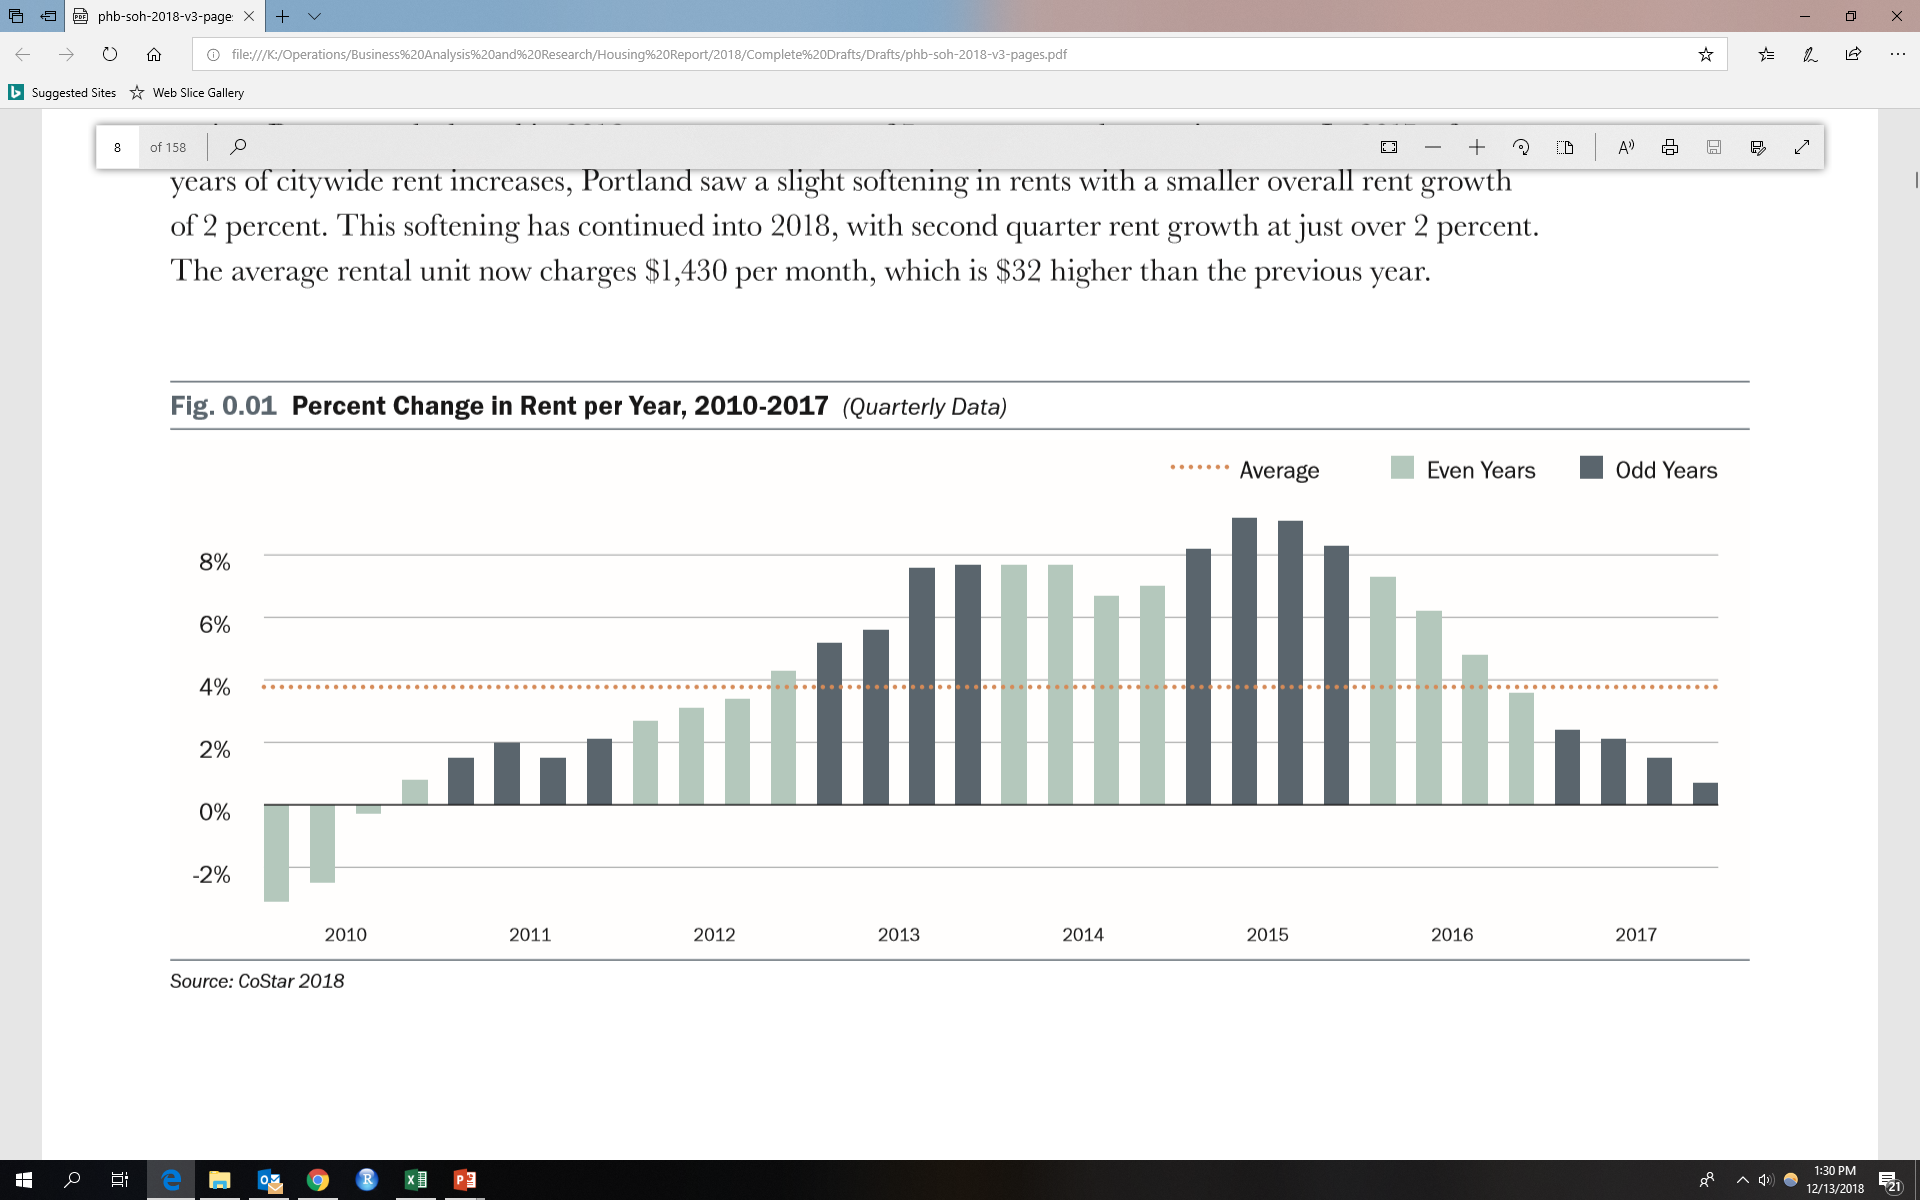 phb-soh-2018-v3-page
file:///K:/Operations/Business%20Analysis%20and%20Research/Housing%20Report/2018/Complete%20Drafts/Drafts/phb-soh-2018-v3-pages.pdf
Suggested Sites Web Slice Gallery
8 of 158
years of citywide rent increases, Portland saw a slight softening in rents with a smaller overall rent growth
of 2 percent. This softening has continued into 2018, with second quarter rent growth at just over 2 percent.
The average rental unit now charges $1,430 per month, which is $32 higher than the previous year.
Fig. 0.01 Percent Change in Rent per Year, 2010-2017 (Quarterly Data)
Average Even Years Odd Years
8%
6%
4%
2%
0%
-2%
2010 2011 2012 2013 2014 2015 2016 2017
Source: CoStar 2018
1:30 PM
12/13/2018
21